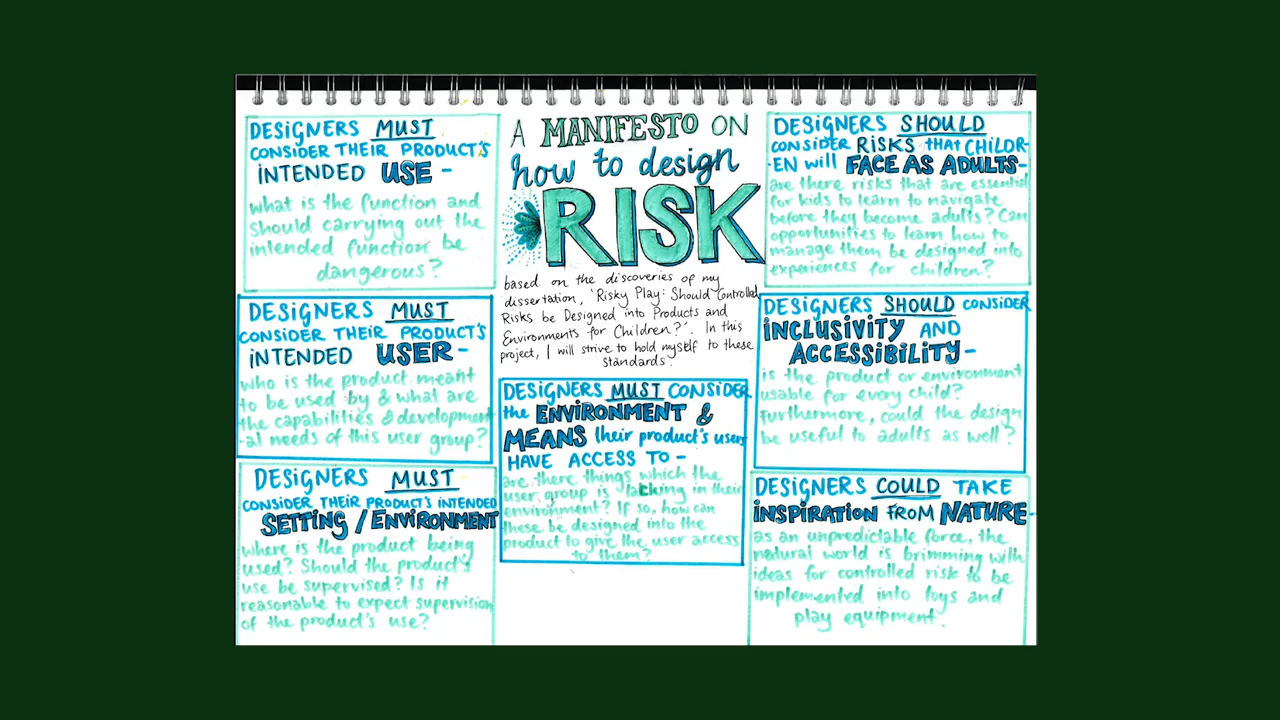 A MANIFESTO ON
how to design
RISK
based on the discoveries of my
dissertation, 'Risky Play: Should Controlled
Risks be Designed into Products and
Environments for Children?'. In this
project, I will strive to hold myself to these
standards.
DESIGNERS MUST
CONSIDER THEIR PRODUCT'S
INTENDED USE -
what is the function and
should carrying out the
intended function be
dangerous?
DESIGNERS MUST
CONSIDER THEIR PRODUCT'S
INTENDED USER -
who is the product meant
to be used by & what are
the capabilities & development
-al needs of this user group?
DESIGNERS MUST
CONSIDER THEIR PRODUCT'S INTENDED
SETTING / ENVIRONMENT
where is the product being
used? Should the product's
use be supervised? Is it
reasonable to expect supervision
of the product's use?
DESIGNERS MUST CONSIDER
the ENVIRONMENT &
MEANS their product's users
HAVE ACCESS TO -
are there things which the
user group is lacking in their
environment? If so, how can
these be designed into the
product to give the user access
to them?
DESIGNERS SHOULD
CONSIDER RISKS THAT CHILDR-
-EN will FACE AS ADULTS-
are there risks that are essential
for kids to learn to navigate
before they become adults? Can
opportunities to learn how to
manage them be designed into
experiences for children?
DESIGNERS SHOULD CONSIDER
INCLUSIVITY AND
ACCESSIBILITY-
is the product or environment
usable for every child?
Furthermore, could the design
be useful to adults as well?
DESIGNERS COULD TAKE
INSPIRATION FROM NATURE-
as an unpredictable force, the
natural world is brimming with
ideas for controlled risk to be
implemented into toys and
play equipment.